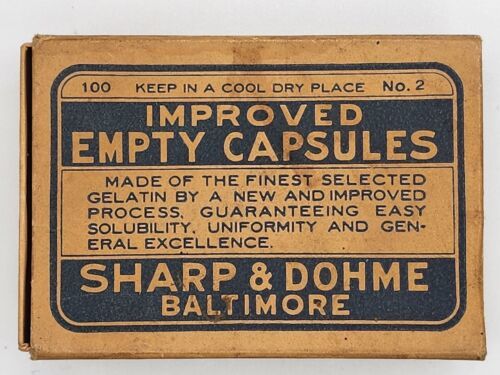 100 KEEP IN A COOL DRY PLACE No. 2
IMPROVED
EMPTY CAPSULES
MADE OF THE FINEST SELECTED
GELATIN BY A NEW AND IMPROVED
PROCESS, GUARANTEEING EASY
SOLUBILITY, UNIFORMITY AND GEN-
ERAL EXCELLENCE.
SHARP & DOHME
BALTIMORE